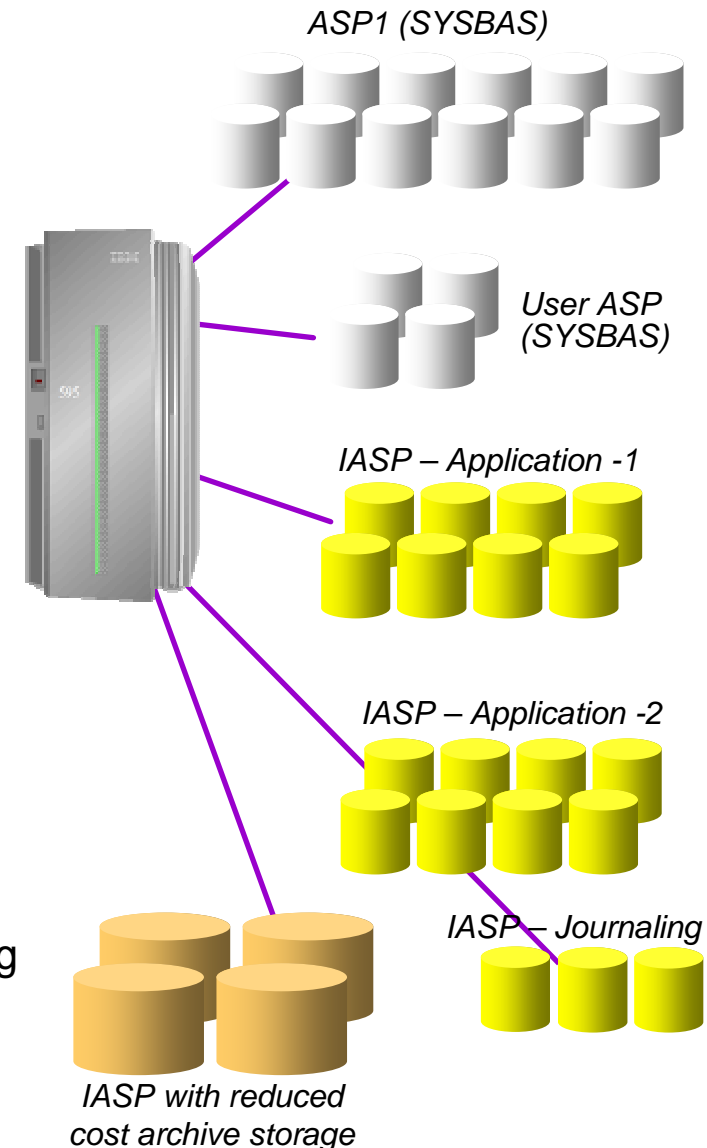 ASP1 (SYSBAS)
IBM
595
User ASP
(SYSBAS)
IASP – Application -1
IASP – Application -2
IASP – Journaling
g
IASP with reduced
cost archive storage